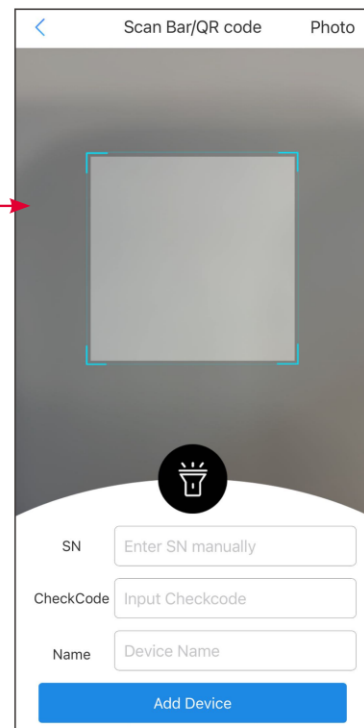 Scan Bar/QR code Photo
SN Enter SN manually
CheckCode Input Checkcode
Name Device Name
Add Device